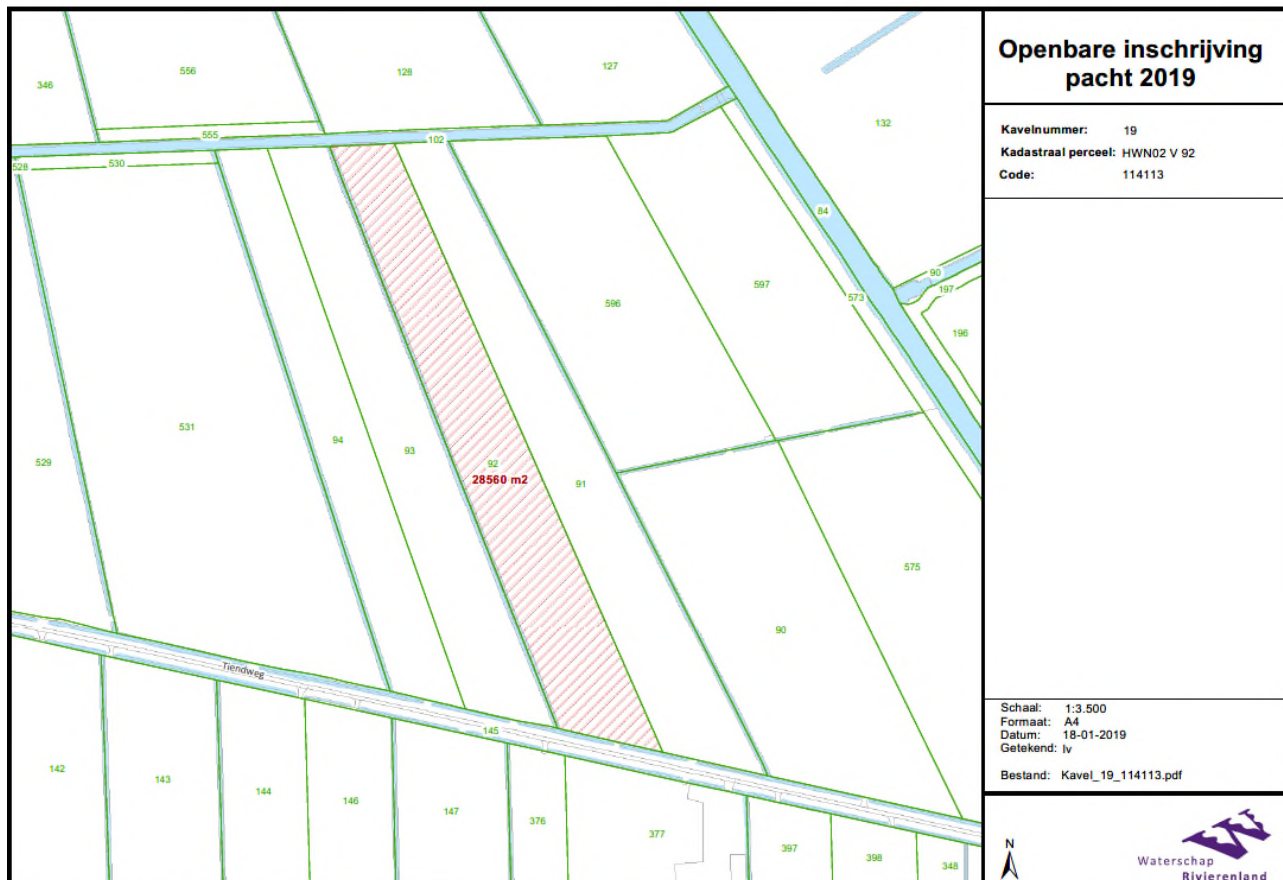 Openbare inschrijving
pacht 2019
Kavelnummer: 19
Kadastraal perceel: HWN02 V 92
Code: 114113
346
556
128
127
132
555
102
528
530
84
90
197
196
573
597
596
531
529
94
93
92
28560 m2
91
575
90
Tiendweg
145
142
143
144
146
147
376
377
397
398
348
Schaal: 1:3.500
Formaat: A4
Datum: 18-01-2019
Getekend: lv
Bestand: Kavel_19_114113.pdf
N
Waterschap
Rivierenland